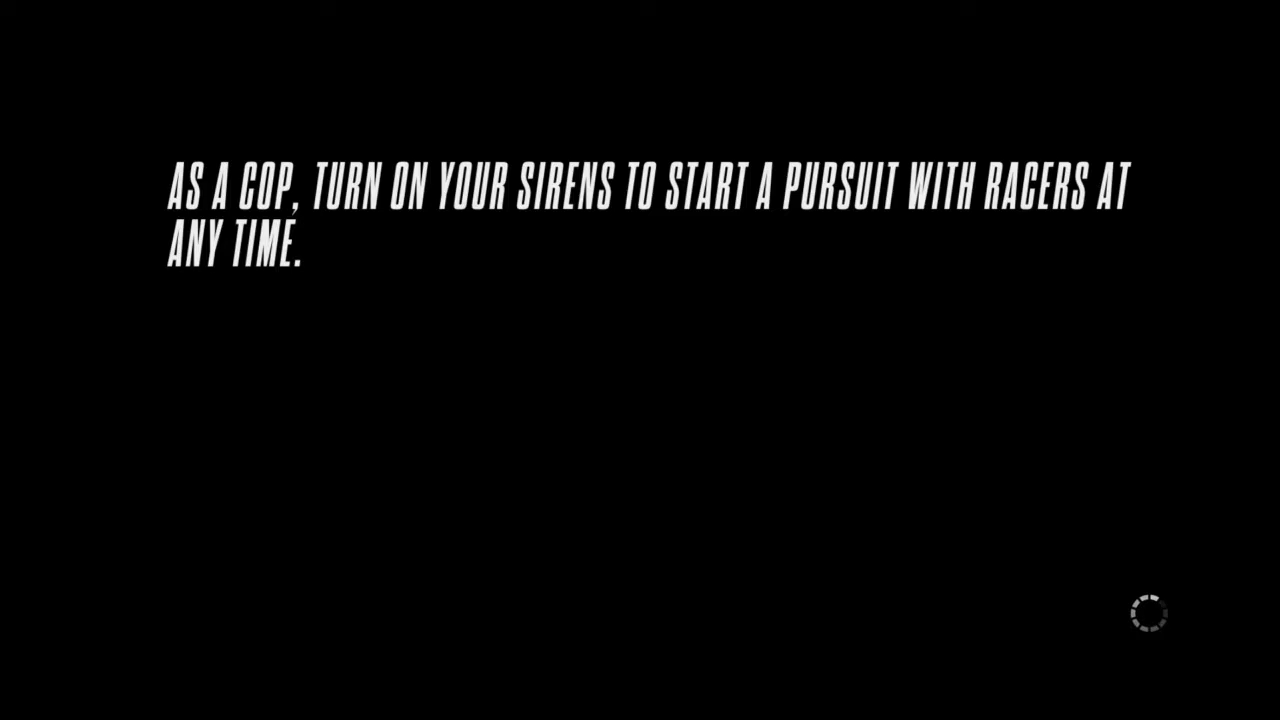 AS A COP, TURN ON YOUR SIRENS TO START A PURSUIT WITH RACERS AT
ANY TIME.